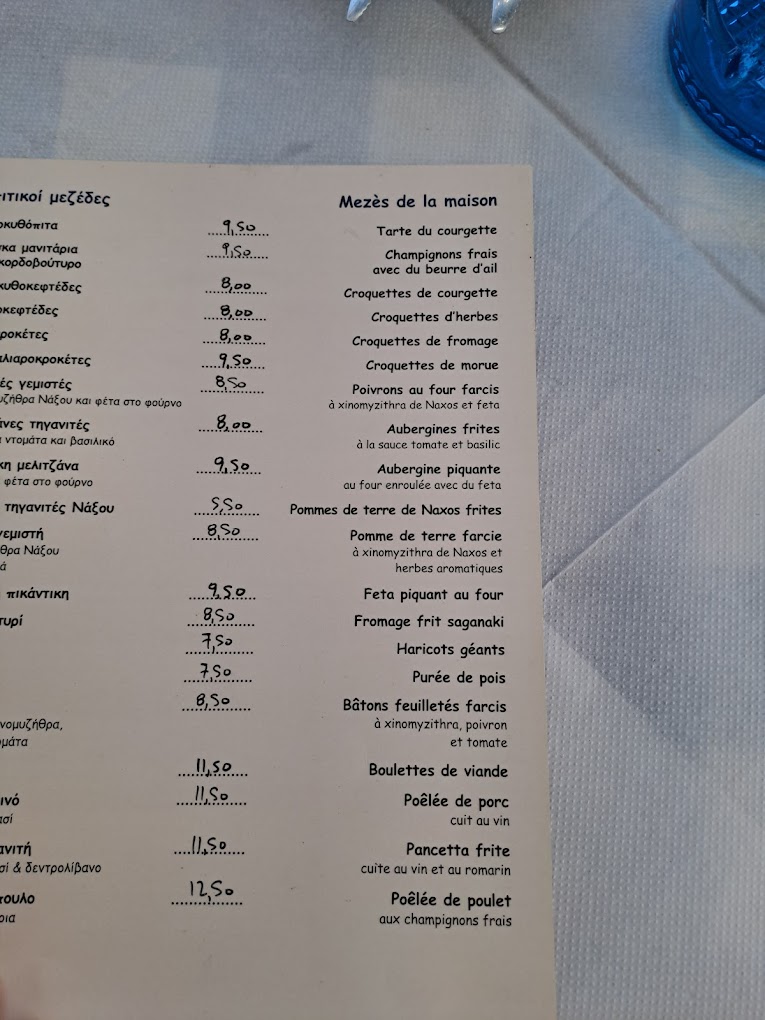 ιτικοί μεζέδες Mezès de la maison
οκυθόπιτα 9,50 Tarte du courgette
κα μανιτάρια 9,50 Champignons frais
κορδοβούτυρο avec du beurre d'ail
κυθοκεφτέδες 8,00 Croquettes de courgette
οκεφτέδες 8,00 Croquettes d'herbes
ροκέτες 8,00 Croquettes de fromage
λιαροκροκέτες 9,50 Croquettes de morue
ές γεμιστές 8,50 Poivrons au four farcis
υζήθρα Νάξου και φέτα στο φούρνο à xinomyzithra de Naxos et feta
άνες τηγανιτές 8,00 Aubergines frites
α ντομάτα και βασιλικό à la sauce tomate et basilic
κη μελιτζάνα 9,50 Aubergine piquante
φέτα στο φούρνο au four enroulée avec du feta
τηγανιτές Νάξου 5,50 Pommes de terre de Naxos frites
γεμιστή 8,50 Pomme de terre farcie
θρα Νάξου à xinomyzithra de Naxos et
ά herbes aromatiques
πικάντικη 9,50 Feta piquant au four
τυρί 8,50 Fromage frit saganaki
7,50 Haricots géants
7,50 Purée de pois
8,50 Bâtons feuilletés farcis
νομυζήθρα, à xinomyzithra, poivron
ομάτα et tomate
11,50 Boulettes de viande
ινό 11,50 Poêlée de porc
ασί cuit au vin
ανιτή 11,50 Pancetta frite
σί & δεντρολίβανο cuite au vin et au romarin
πουλο 12,50 Poêlée de poulet
ρια aux champignons frais